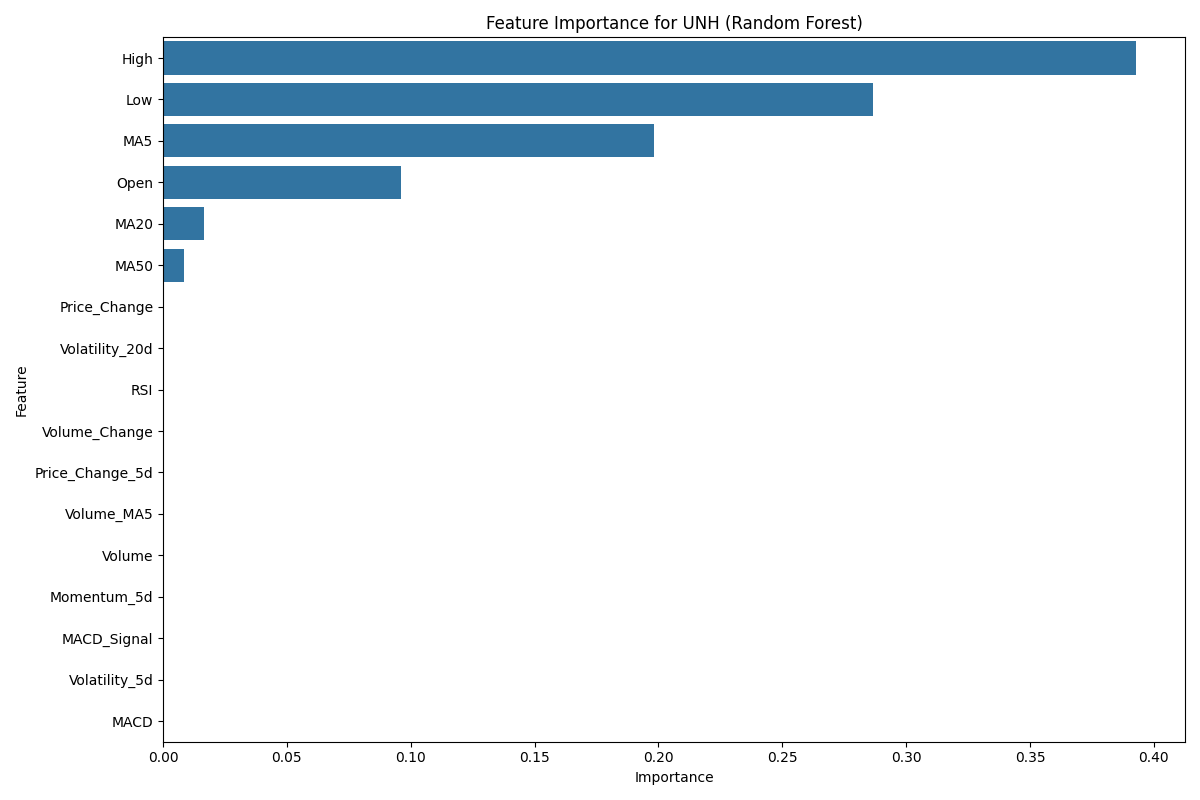 Feature Importance for UNH (Random Forest)
High
Low
MA5
Open
MA20
MA50
Price_Change
Volatility_20d
RSI
Volume_Change
Price_Change_5d
Volume_MA5
Volume
Momentum_5d
MACD_Signal
Volatility_5d
MACD
Feature
0.00 0.05 0.10 0.15 0.20 0.25 0.30 0.35 0.40
Importance